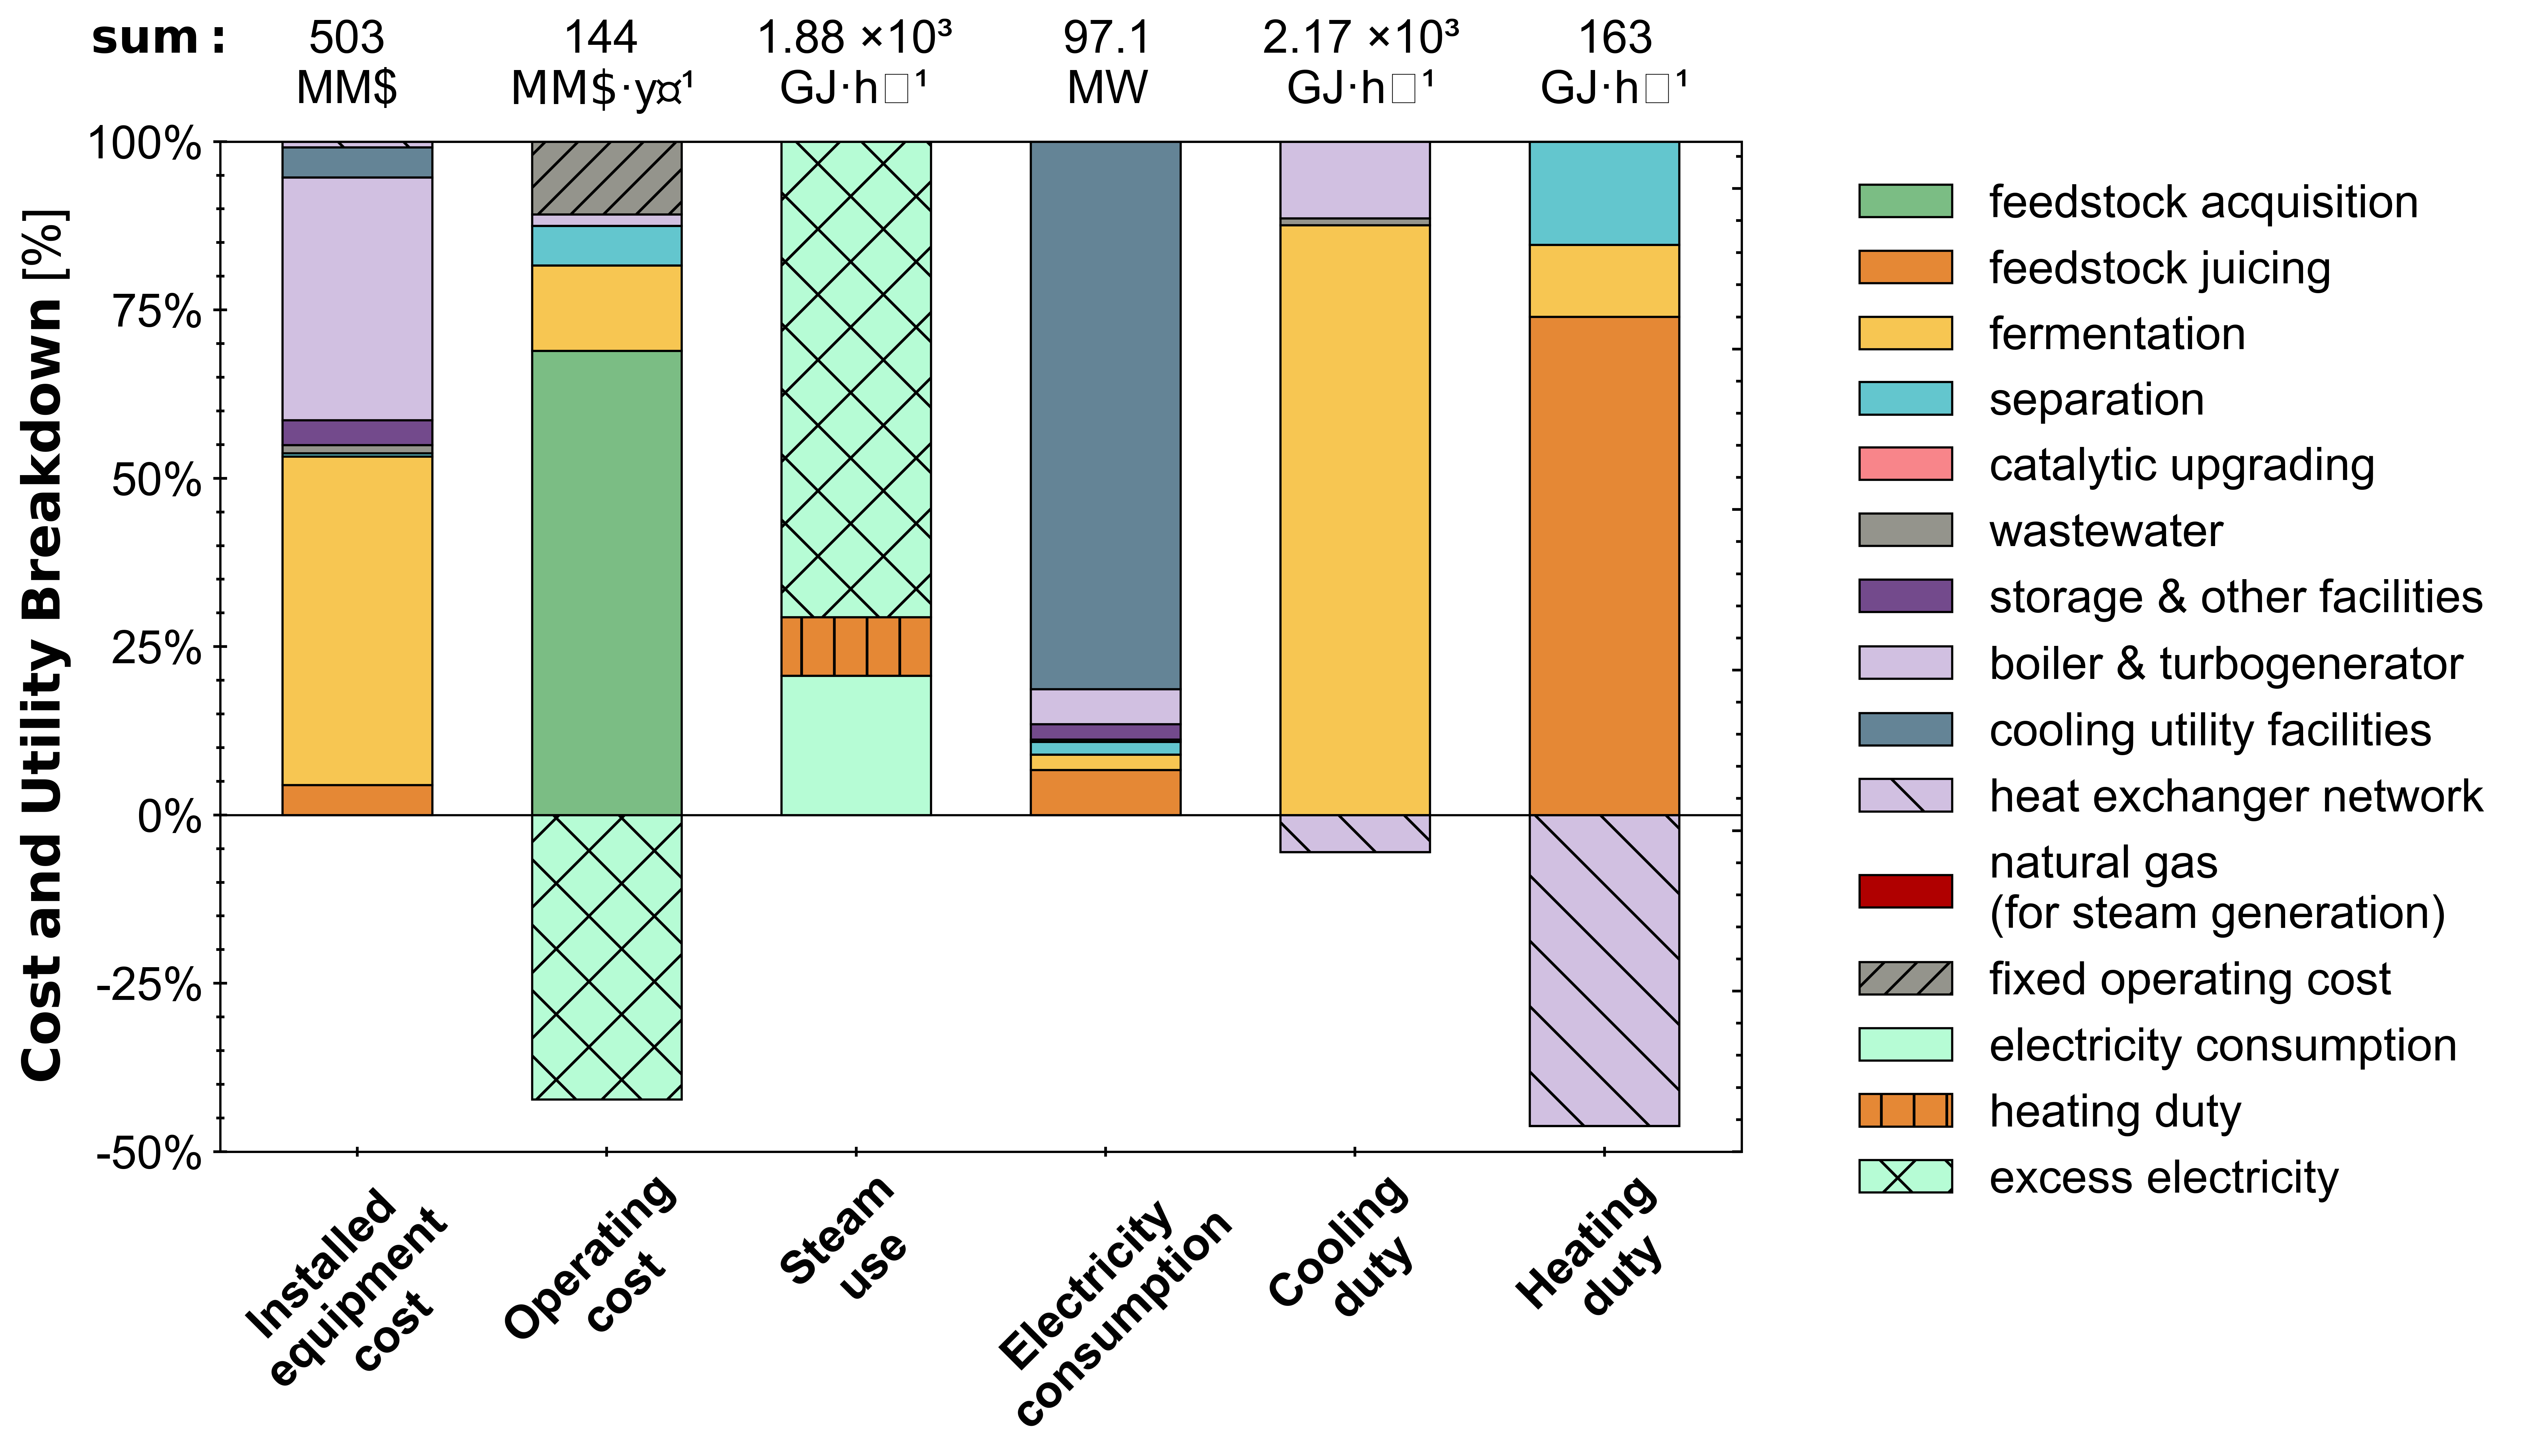 sum: 503 144 1.88 ×10³ 97.1 2.17 ×10³ 163
MM$ MM$·y¤¹ GJ·h□¹ MW GJ·h□¹ GJ·h□¹
Cost and Utility Breakdown [%]
100%
75%
50%
25%
0%
-25%
-50%
Installed
equipment
cost
Operating
cost
Steam
use
Electricity
consumption
Cooling
duty
Heating
duty
feedstock acquisition
feedstock juicing
fermentation
separation
catalytic upgrading
wastewater
storage & other facilities
boiler & turbogenerator
cooling utility facilities
heat exchanger network
natural gas
(for steam generation)
fixed operating cost
electricity consumption
heating duty
excess electricity